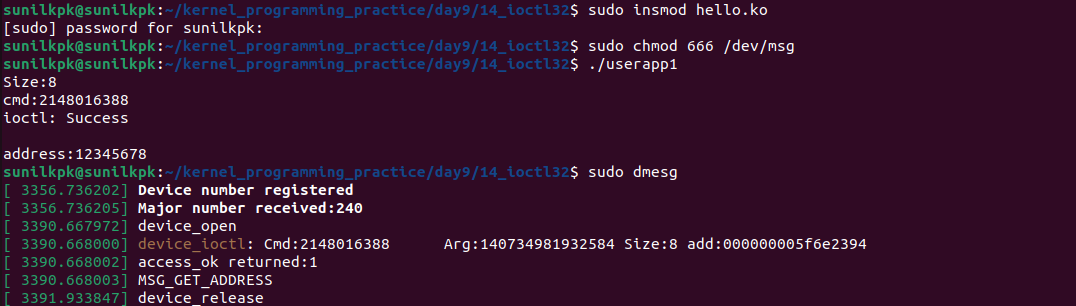 sunilkpk@sunilkpk:~/kernel_programming_practice/day9/14_ioctl32$ sudo insmod hello.ko
[sudo] password for sunilkpk:
sunilkpk@sunilkpk:~/kernel_programming_practice/day9/14_ioctl32$ sudo chmod 666 /dev/msg
sunilkpk@sunilkpk:~/kernel_programming_practice/day9/14_ioctl32$ ./userapp1
Size:8
cmd:2148016388
ioctl: Success
address:12345678
sunilkpk@sunilkpk:~/kernel_programming_practice/day9/14_ioctl32$ sudo dmesg
[ 3356.736202] Device number registered
[ 3356.736205] Major number received:240
[ 3390.667972] device_open
[ 3390.668000] device_ioctl: Cmd:2148016388 Arg:140734981932584 Size:8 add:000000005f6e2394
[ 3390.668002] access_ok returned:1
[ 3390.668003] MSG_GET_ADDRESS
[ 3391.933847] device_release